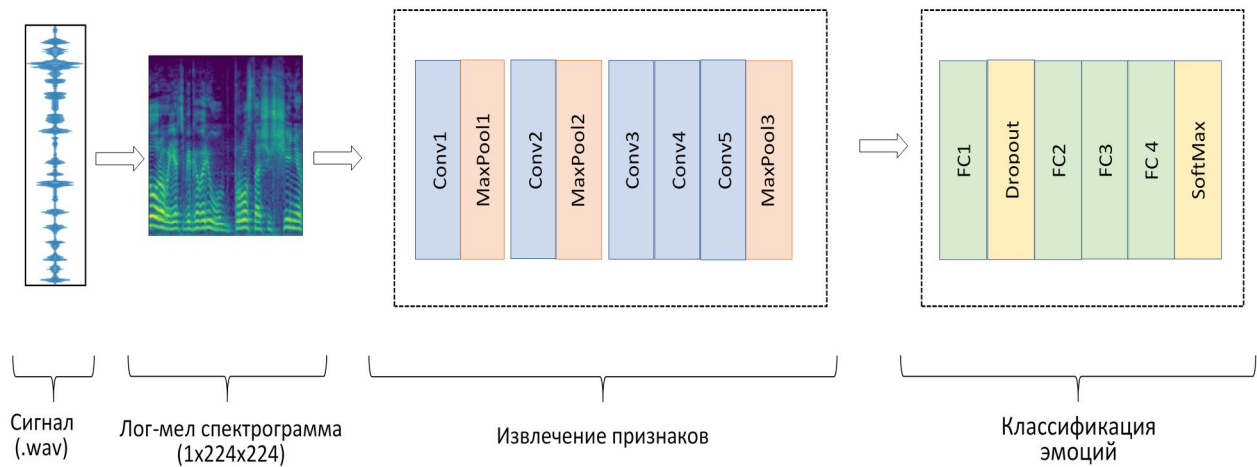 Conv1
MaxPool1
Conv2
MaxPool2
Conv3
Conv4
Conv5
MaxPool3
FC1
Dropout
FC2
FC3
FC 4
SoftMax
Сигнал
(.wav)
Лог-мел спектрограмма
(1x224x224)
Извлечение признаков
Классификация
эмоций